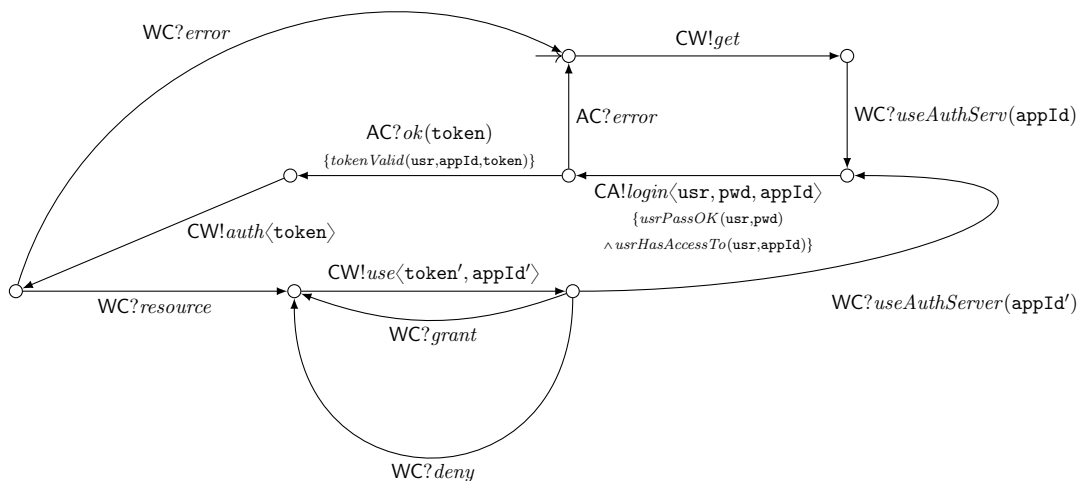 WC?error
CW!get
WC?useAuthServ(appId)
AC?error
AC?ok(token)
{tokenValid(usr,appId,token)}
CA!login⟨usr, pwd, appId⟩
{usrPassOK(usr,pwd)
∧usrHasAccessTo(usr,appId)}
CW!auth⟨token⟩
CW!use⟨token′, appId′⟩
WC?resource
WC?useAuthServer(appId′)
WC?grant
WC?deny